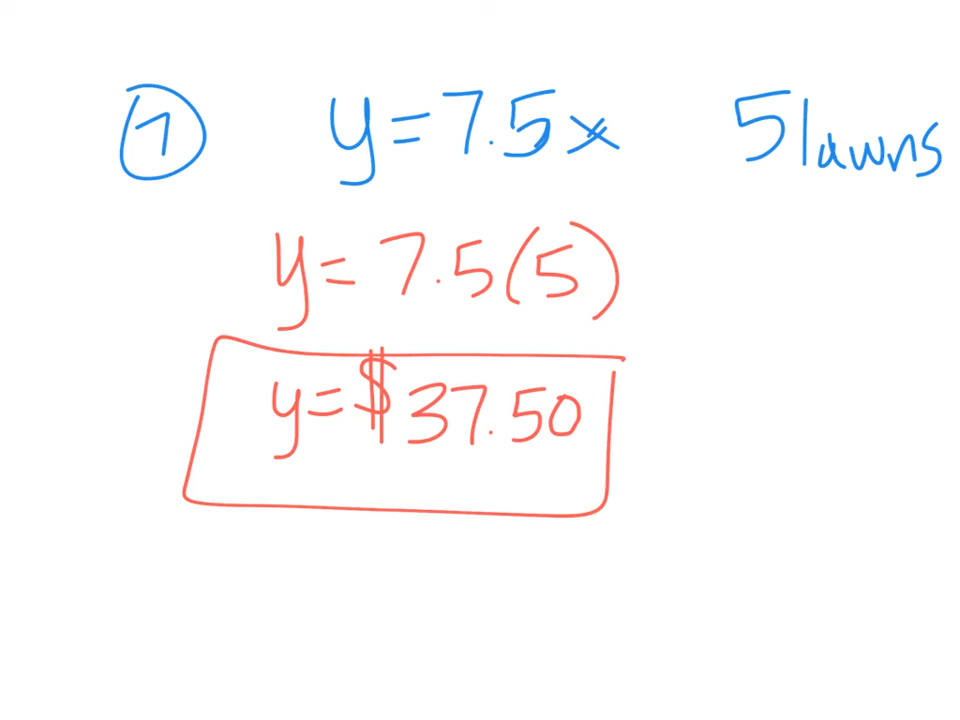 7 y = 7.5x 5 lawns
y = 7.5(5)
y = $37.50